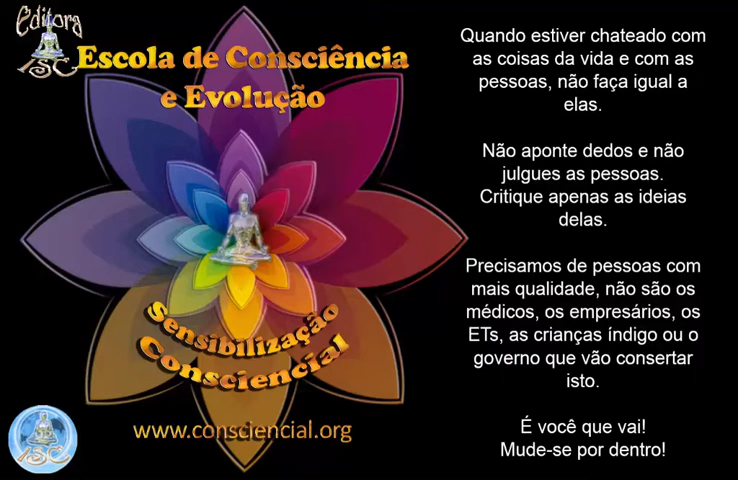 Editora
ISC
Escola de Consciência
e Evolução
Sensibilização
Consciencial
www.consciencial.org
ISC
Quando estiver chateado com
as coisas da vida e com as
pessoas, não faça igual a
elas.
Não aponte dedos e não
julgues as pessoas.
Critique apenas as ideias
delas.
Precisamos de pessoas com
mais qualidade, não são os
médicos, os empresários, os
ETs, as crianças índigo ou o
governo que vão consertar
isto.
É você que vai!
Mude-se por dentro!